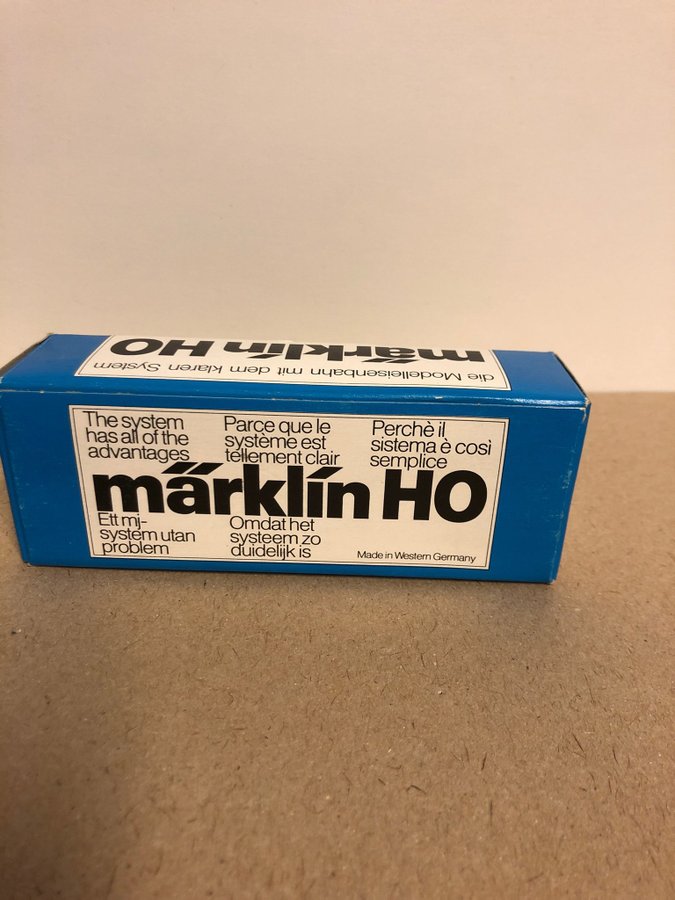 märklín HO
die Modelleisenbahn mit dem klaren System
The system
has all of the
advantages
Parce que le
système est
tellement clair
Perchè il
sistema è così
semplice
märklín HO
Ett mj-
system utan
problem
Omdat het
systeem zo
duidelijk is
Made in Western Germany